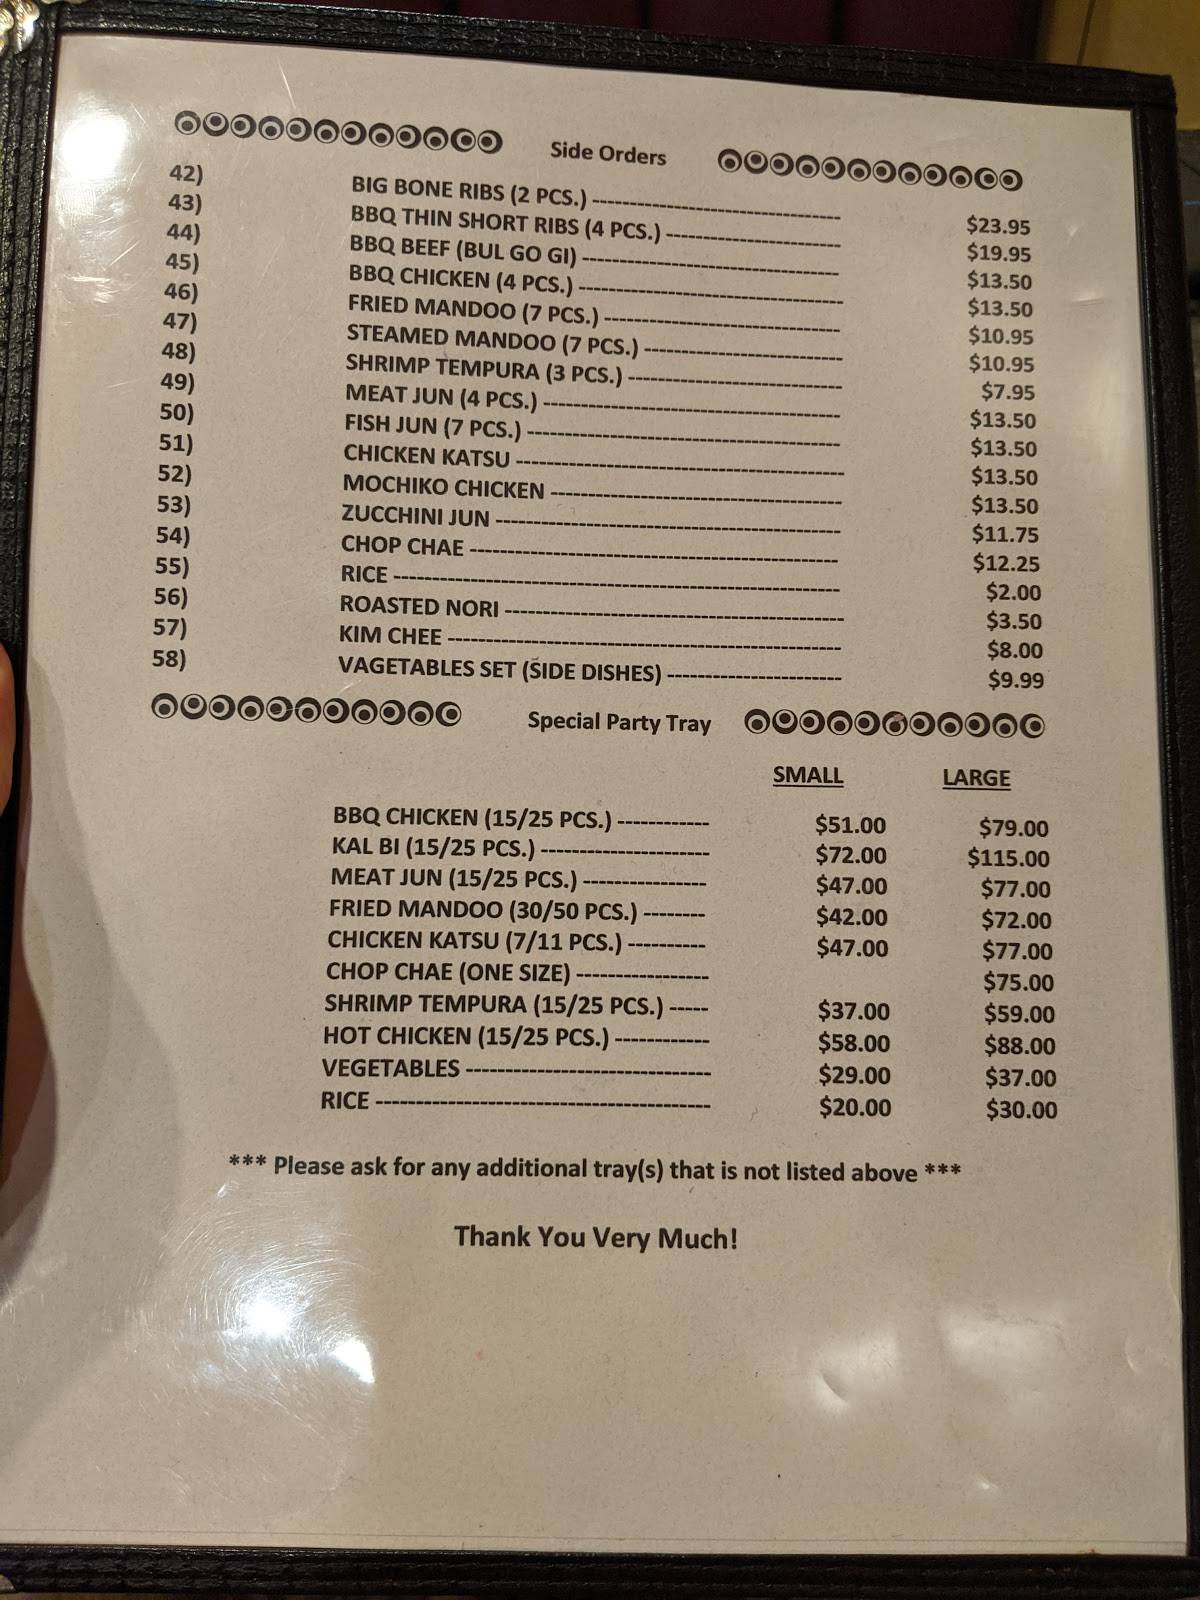 Side Orders
42) BIG BONE RIBS (2 PCS.) ------------------------------- $23.95
43) BBQ THIN SHORT RIBS (4 PCS.) ---------------------- $19.95
44) BBQ BEEF (BUL GO GI) -------------------------------- $13.50
45) BBQ CHICKEN (4 PCS.) --------------------------------- $13.50
46) FRIED MANDOO (7 PCS.) ------------------------------ $10.95
47) STEAMED MANDOO (7 PCS.) ------------------------- $10.95
48) SHRIMP TEMPURA (3 PCS.) --------------------------- $7.95
49) MEAT JUN (4 PCS.) -------------------------------------- $13.50
50) FISH JUN (7 PCS.) ---------------------------------------- $13.50
51) CHICKEN KATSU ------------------------------------------ $13.50
52) MOCHIKO CHICKEN ------------------------------------- $13.50
53) ZUCCHINI JUN -------------------------------------------- $11.75
54) CHOP CHAE ----------------------------------------------- $12.25
55) RICE --------------------------------------------------------- $2.00
56) ROASTED NORI ------------------------------------------- $3.50
57) KIM CHEE -------------------------------------------------- $8.00
58) VAGETABLES SET (SIDE DISHES) ---------------------- $9.99
Special Party Tray
SMALL LARGE
BBQ CHICKEN (15/25 PCS.) ------------ $51.00 $79.00
KAL BI (15/25 PCS.) ---------------------- $72.00 $115.00
MEAT JUN (15/25 PCS.) ---------------- $47.00 $77.00
FRIED MANDOO (30/50 PCS.) -------- $42.00 $72.00
CHICKEN KATSU (7/11 PCS.) ---------- $47.00 $77.00
CHOP CHAE (ONE SIZE) ----------------- $75.00
SHRIMP TEMPURA (15/25 PCS.) ----- $37.00 $59.00
HOT CHICKEN (15/25 PCS.) ------------ $58.00 $88.00
VEGETABLES -------------------------------- $29.00 $37.00
RICE ------------------------------------------- $20.00 $30.00
*** Please ask for any additional tray(s) that is not listed above ***
Thank You Very Much!